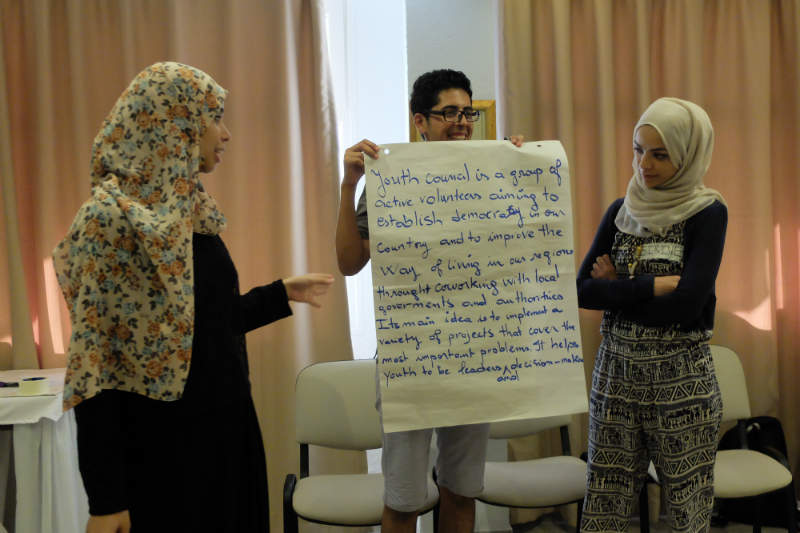 Youth Council is a group of
active volunteers aiming to
establish democraty in our
Country and to improve the
Way of living in our regions
throught coworking with local
goverments and authorities
Its main idea is to implement a
variety of projects that cover the
most important problems. It helps
youth to be leaders, decision-makers
and